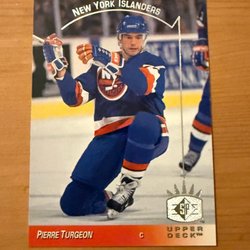 NEW YORK ISLANDERS
PIERRE TURGEON
C
SP
UPPER
DECK